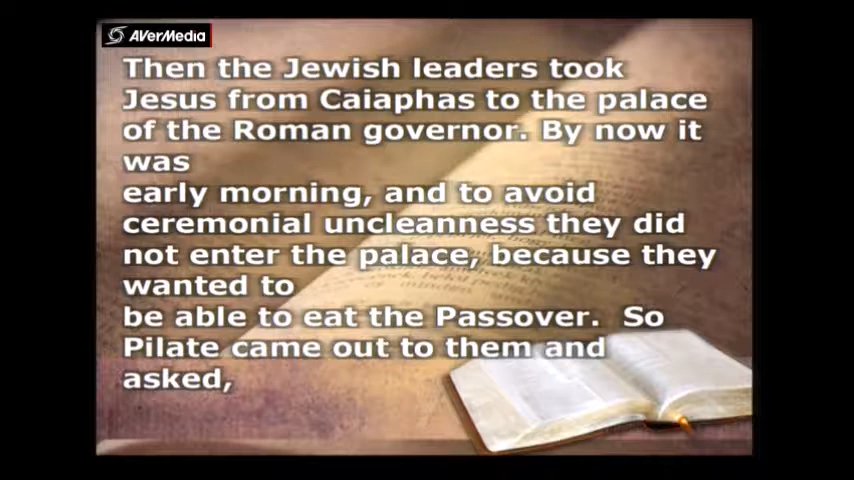 AVerMedia
Then the Jewish leaders took
Jesus from Caiaphas to the palace
of the Roman governor. By now it
was
early morning, and to avoid
ceremonial uncleanness they did
not enter the palace, because they
wanted to
be able to eat the Passover.  So
Pilate came out to them and
asked,